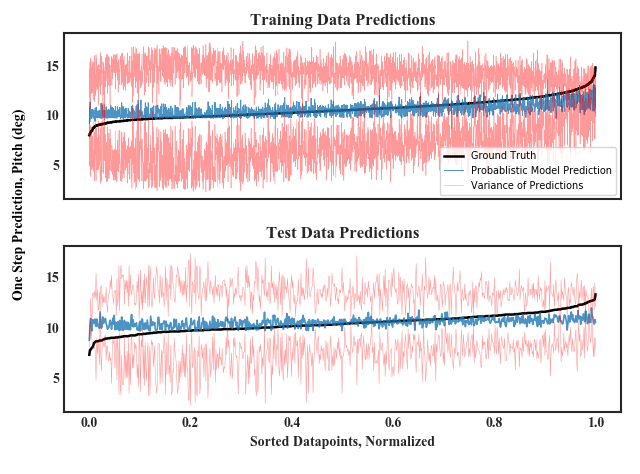 Training Data Predictions
15
10
5
Ground Truth
Probablistic Model Prediction
Variance of Predictions
One Step Prediction, Pitch (deg)
Test Data Predictions
15
10
5
0.0 0.2 0.4 0.6 0.8 1.0
Sorted Datapoints, Normalized